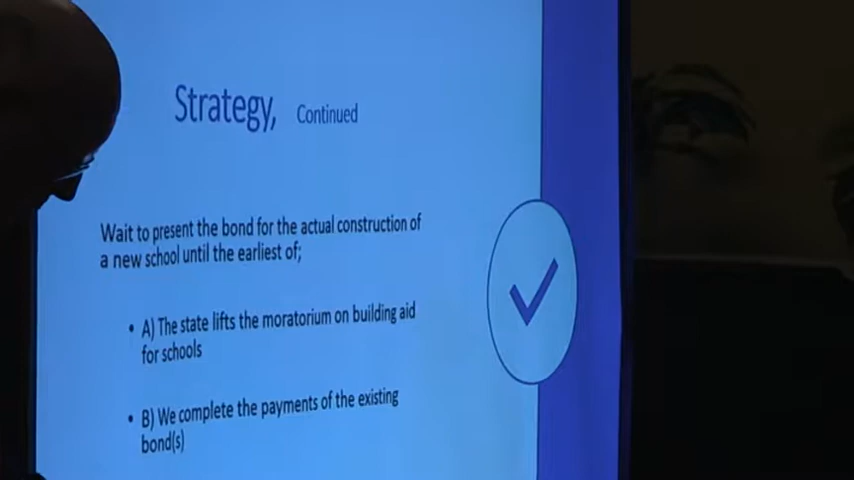 Strategy, Continued
Wait to present the bond for the actual construction of
a new school until the earliest of;
• A) The state lifts the moratorium on building aid
for schools
• B) We complete the payments of the existing
bond(s)